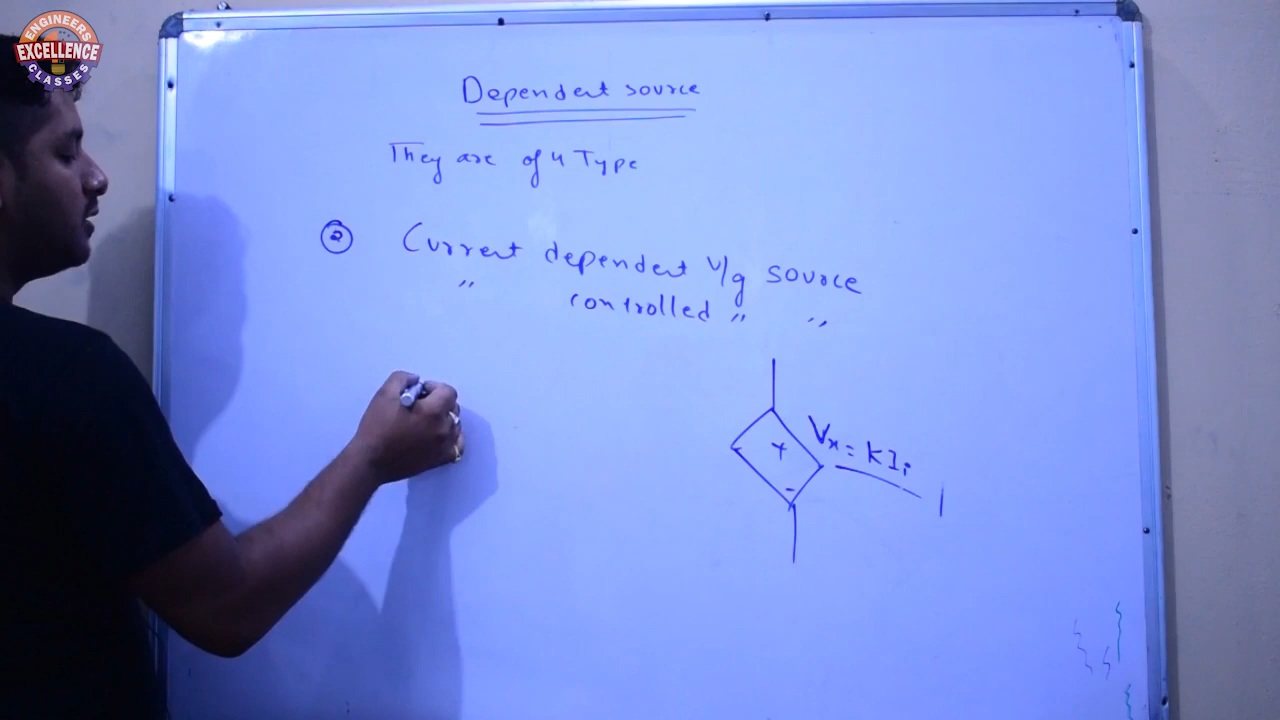 ENGINEERS
EXCELLENCE
CLASSES
Dependent source
They are of 4 Type
② Current dependent v/g source
" controlled " "
+
Vx = KIi
-